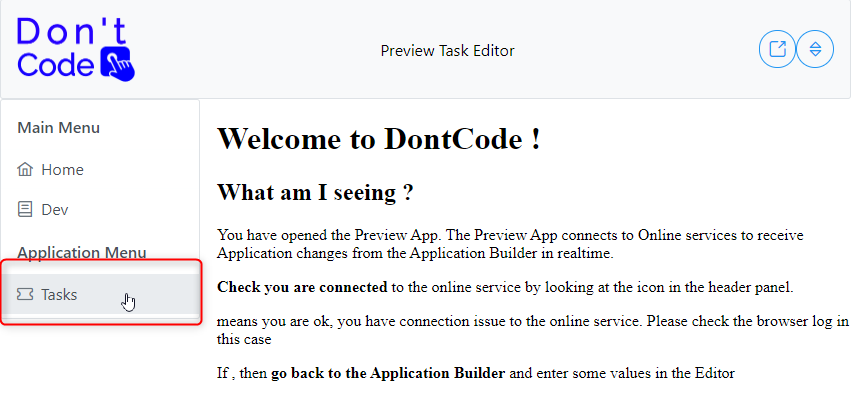 Don't
Code
Preview Task Editor
Main Menu
Home
Dev
Application Menu
Tasks
Welcome to DontCode !
What am I seeing ?
You have opened the Preview App. The Preview App connects to Online services to receive
Application changes from the Application Builder in realtime.
Check you are connected to the online service by looking at the icon in the header panel.
means you are ok, you have connection issue to the online service. Please check the browser log in
this case
If , then go back to the Application Builder and enter some values in the Editor